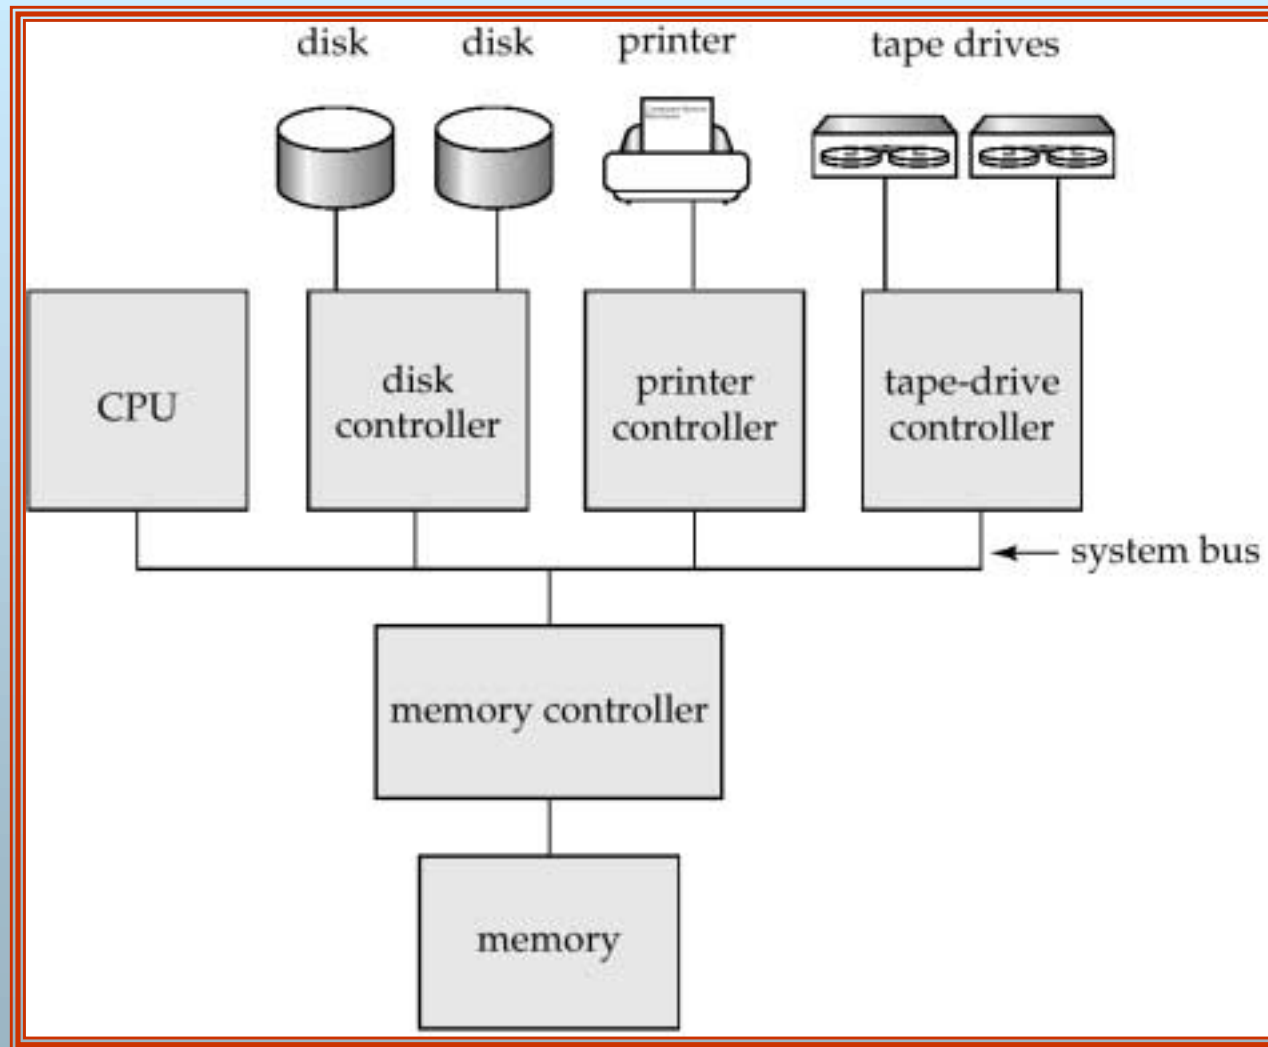 disk
disk
printer
tape drives
CPU
disk
controller
printer
controller
tape-drive
controller
system bus
memory controller
memory